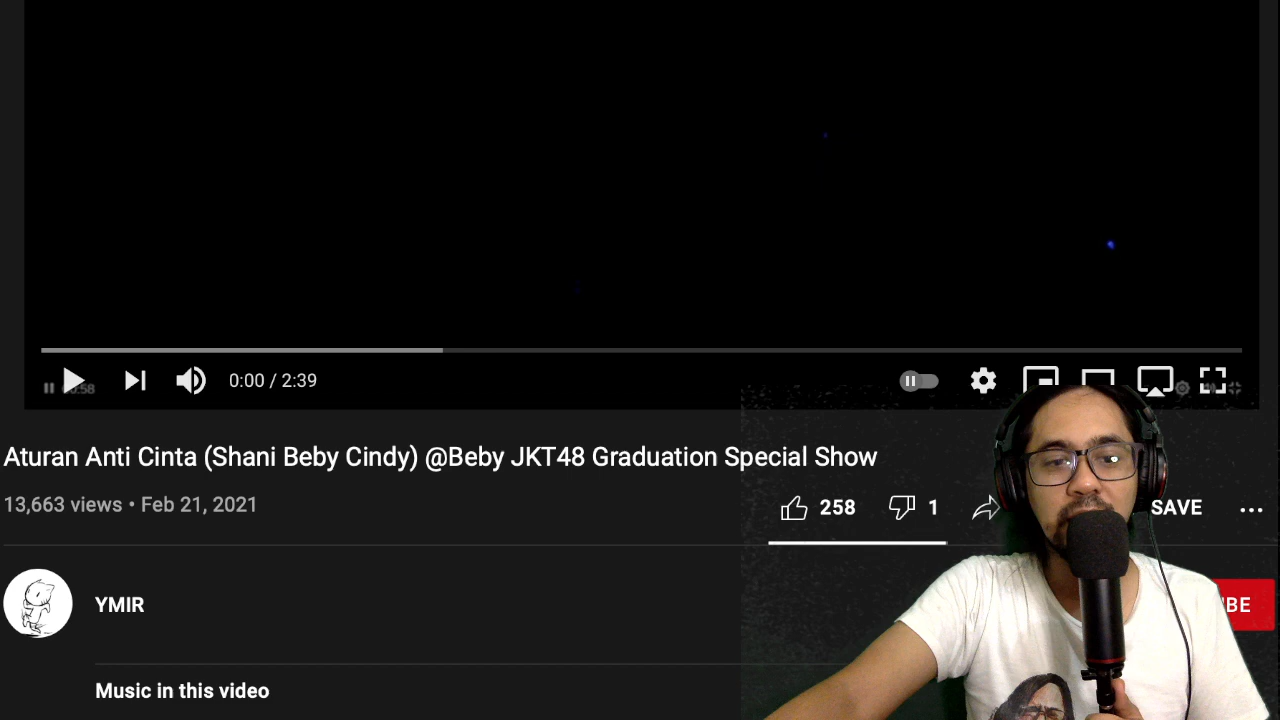 0:00 / 2:39
Aturan Anti Cinta (Shani Beby Cindy) @Beby JKT48 Graduation Special Show
13,663 views • Feb 21, 2021
258
1
SAVE
YMIR
BE
Music in this video